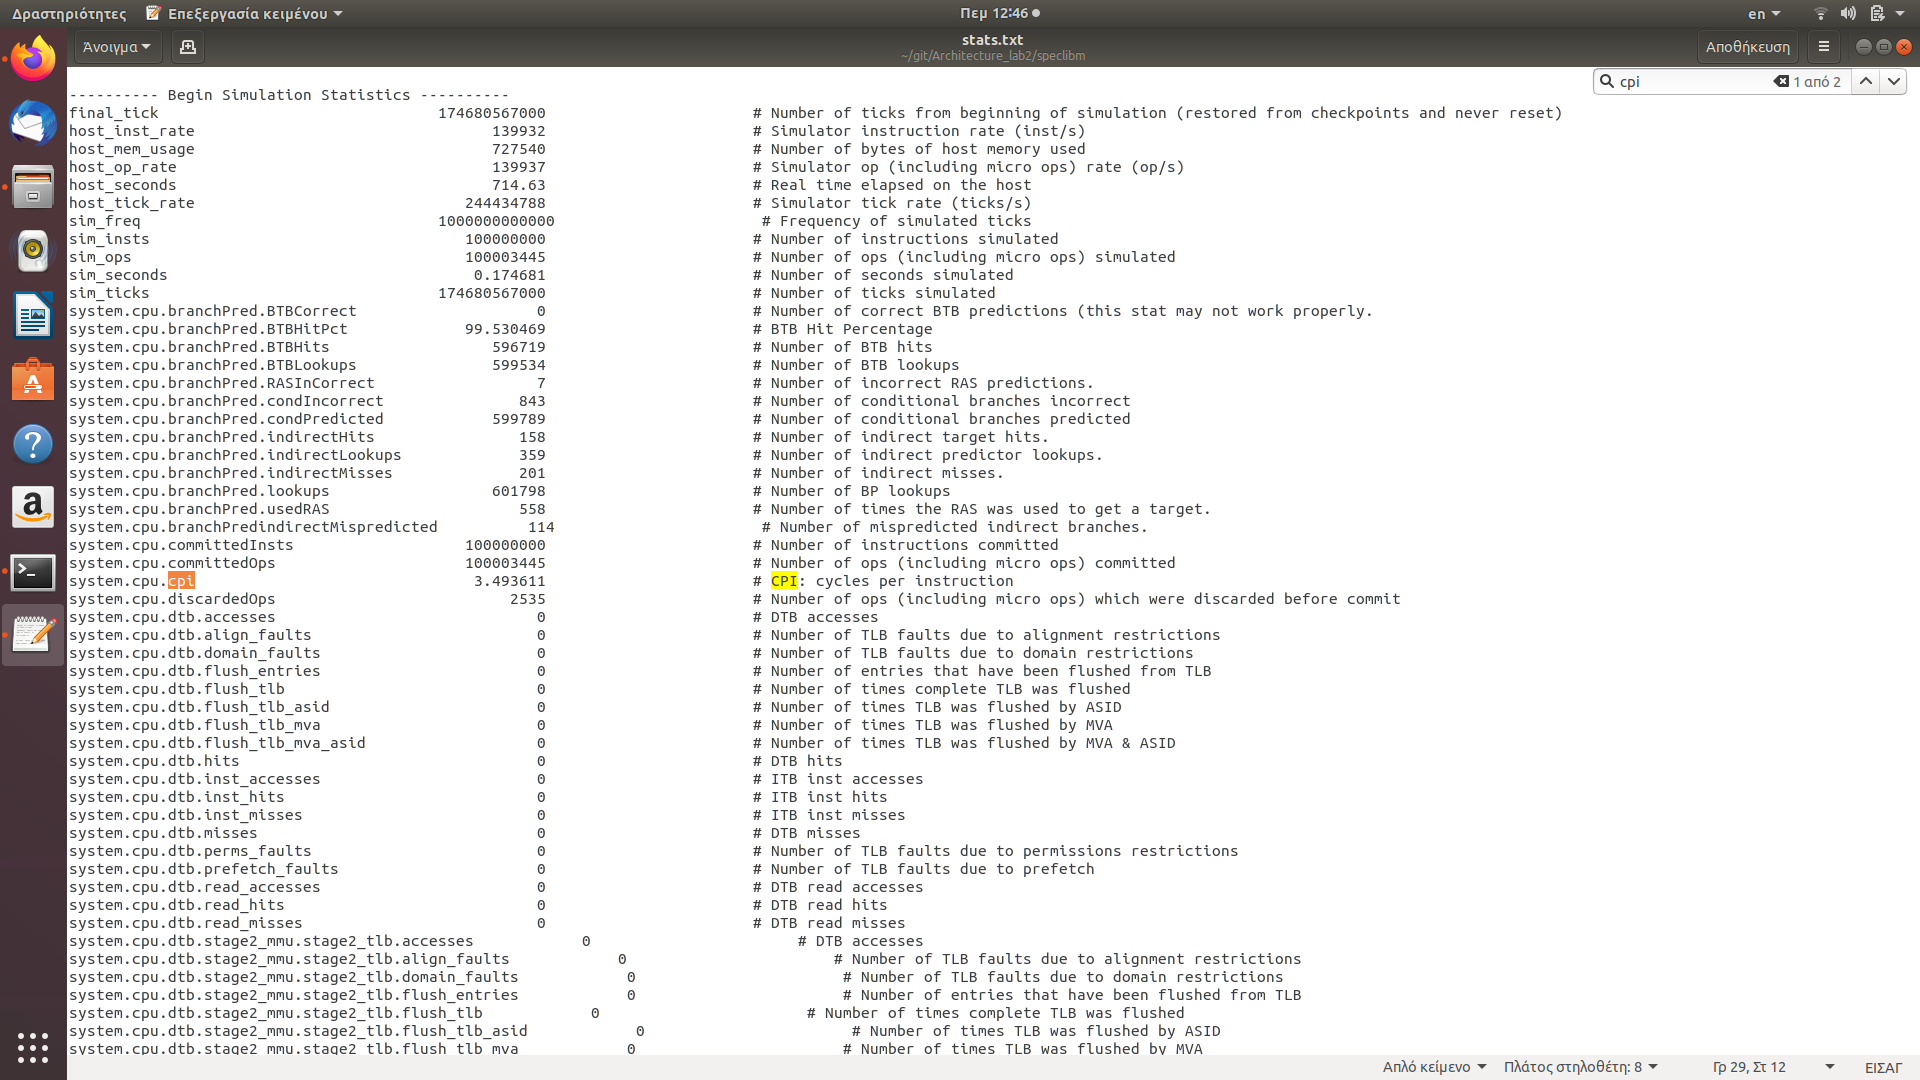 Δραστηριότητες Επεξεργασία κειμένου Πεμ 12:46 en
Άνοιγμα stats.txt Αποθήκευση
~/git/Architecture_lab2/speclibm
cpi 1 από 2
---------- Begin Simulation Statistics ----------
final_tick 174680567000 # Number of ticks from beginning of simulation (restored from checkpoints and never reset)
host_inst_rate 139932 # Simulator instruction rate (inst/s)
host_mem_usage 727540 # Number of bytes of host memory used
host_op_rate 139937 # Simulator op (including micro ops) rate (op/s)
host_seconds 714.63 # Real time elapsed on the host
host_tick_rate 244434788 # Simulator tick rate (ticks/s)
sim_freq 1000000000000 # Frequency of simulated ticks
sim_insts 100000000 # Number of instructions simulated
sim_ops 100003445 # Number of ops (including micro ops) simulated
sim_seconds 0.174681 # Number of seconds simulated
sim_ticks 174680567000 # Number of ticks simulated
system.cpu.branchPred.BTBCorrect 0 # Number of correct BTB predictions (this stat may not work properly.
system.cpu.branchPred.BTBHitPct 99.530469 # BTB Hit Percentage
system.cpu.branchPred.BTBHits 596719 # Number of BTB hits
system.cpu.branchPred.BTBLookups 599534 # Number of BTB lookups
system.cpu.branchPred.RASInCorrect 7 # Number of incorrect RAS predictions.
system.cpu.branchPred.condIncorrect 843 # Number of conditional branches incorrect
system.cpu.branchPred.condPredicted 599789 # Number of conditional branches predicted
system.cpu.branchPred.indirectHits 158 # Number of indirect target hits.
system.cpu.branchPred.indirectLookups 359 # Number of indirect predictor lookups.
system.cpu.branchPred.indirectMisses 201 # Number of indirect misses.
system.cpu.branchPred.lookups 601798 # Number of BP lookups
system.cpu.branchPred.usedRAS 558 # Number of times the RAS was used to get a target.
system.cpu.branchPredindirectMispredicted 114 # Number of mispredicted indirect branches.
system.cpu.committedInsts 100000000 # Number of instructions committed
system.cpu.committedOps 100003445 # Number of ops (including micro ops) committed
system.cpu.cpi 3.493611 # CPI: cycles per instruction
system.cpu.discardedOps 2535 # Number of ops (including micro ops) which were discarded before commit
system.cpu.dtb.accesses 0 # DTB accesses
system.cpu.dtb.align_faults 0 # Number of TLB faults due to alignment restrictions
system.cpu.dtb.domain_faults 0 # Number of TLB faults due to domain restrictions
system.cpu.dtb.flush_entries 0 # Number of entries that have been flushed from TLB
system.cpu.dtb.flush_tlb 0 # Number of times complete TLB was flushed
system.cpu.dtb.flush_tlb_asid 0 # Number of times TLB was flushed by ASID
system.cpu.dtb.flush_tlb_mva 0 # Number of times TLB was flushed by MVA
system.cpu.dtb.flush_tlb_mva_asid 0 # Number of times TLB was flushed by MVA & ASID
system.cpu.dtb.hits 0 # DTB hits
system.cpu.dtb.inst_accesses 0 # ITB inst accesses
system.cpu.dtb.inst_hits 0 # ITB inst hits
system.cpu.dtb.inst_misses 0 # ITB inst misses
system.cpu.dtb.misses 0 # DTB misses
system.cpu.dtb.perms_faults 0 # Number of TLB faults due to permissions restrictions
system.cpu.dtb.prefetch_faults 0 # Number of TLB faults due to prefetch
system.cpu.dtb.read_accesses 0 # DTB read accesses
system.cpu.dtb.read_hits 0 # DTB read hits
system.cpu.dtb.read_misses 0 # DTB read misses
system.cpu.dtb.stage2_mmu.stage2_tlb.accesses 0 # DTB accesses
system.cpu.dtb.stage2_mmu.stage2_tlb.align_faults 0 # Number of TLB faults due to alignment restrictions
system.cpu.dtb.stage2_mmu.stage2_tlb.domain_faults 0 # Number of TLB faults due to domain restrictions
system.cpu.dtb.stage2_mmu.stage2_tlb.flush_entries 0 # Number of entries that have been flushed from TLB
system.cpu.dtb.stage2_mmu.stage2_tlb.flush_tlb 0 # Number of times complete TLB was flushed
system.cpu.dtb.stage2_mmu.stage2_tlb.flush_tlb_asid 0 # Number of times TLB was flushed by ASID
system.cpu.dtb.stage2_mmu.stage2_tlb.flush_tlb_mva 0 # Number of times TLB was flushed by MVA
Απλό κείμενο Πλάτος στηλοθέτη: 8 Γρ 29, Στ 12 ΕΙΣΑΓ